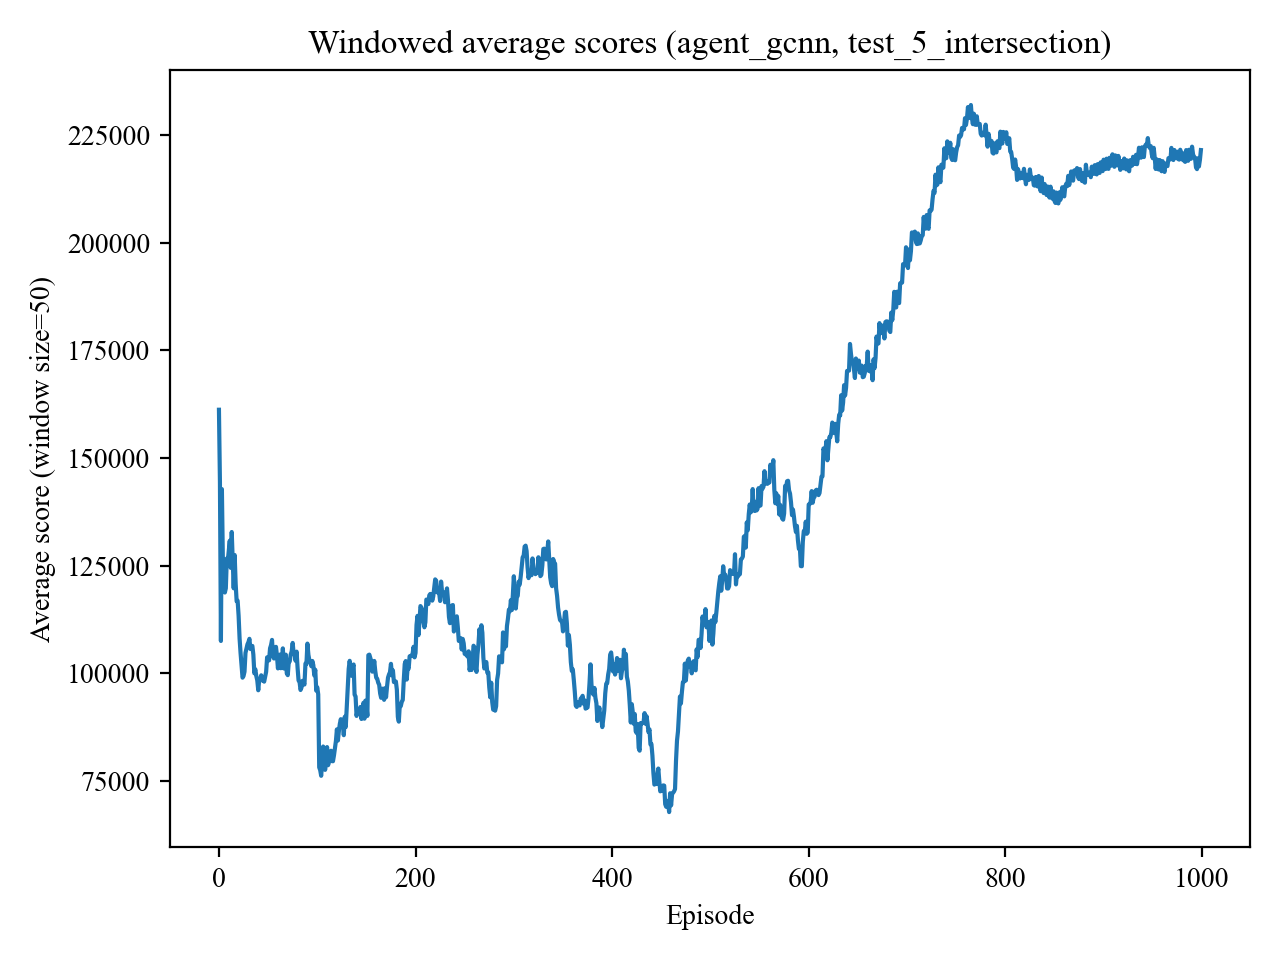 Windowed average scores (agent_gcnn, test_5_intersection)
Average score (window size=50)
225000
200000
175000
150000
125000
100000
75000
0 200 400 600 800 1000
Episode